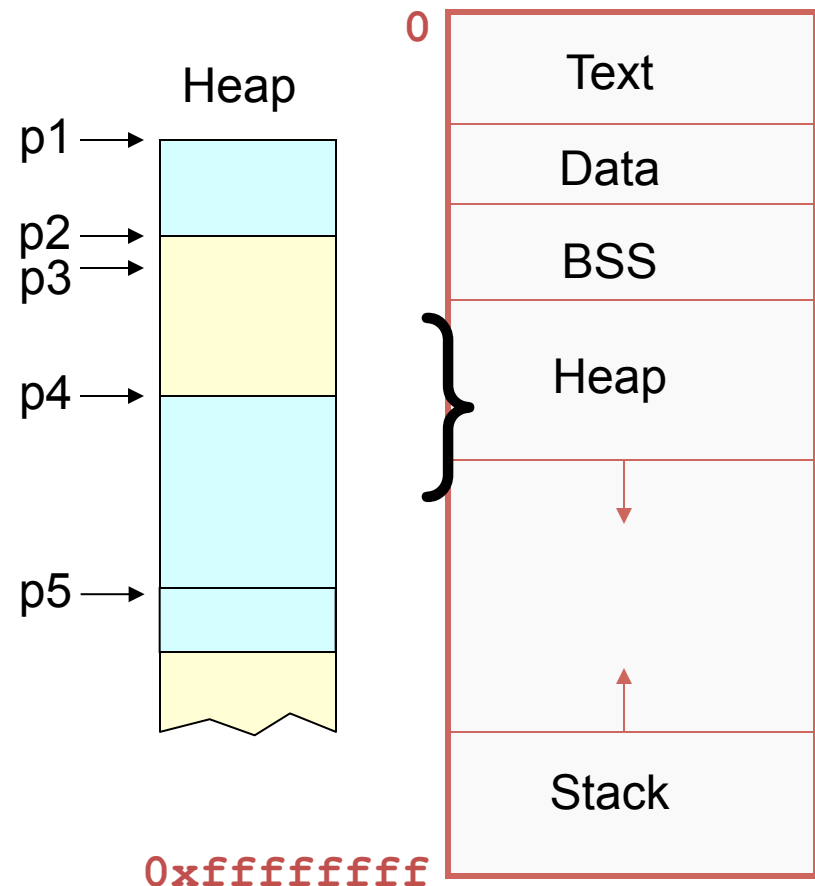 Heap
p1
p2
p3
p4
p5
0
Text
Data
BSS
Heap
Stack
0xffffffff